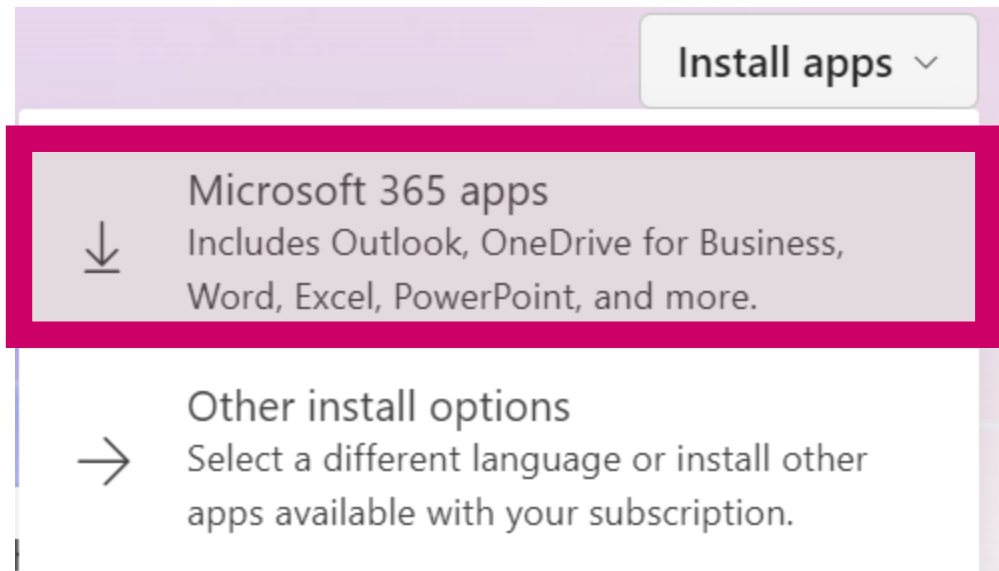 Install apps
Microsoft 365 apps
Includes Outlook, OneDrive for Business,
Word, Excel, PowerPoint, and more.
Other install options
Select a different language or install other
apps available with your subscription.